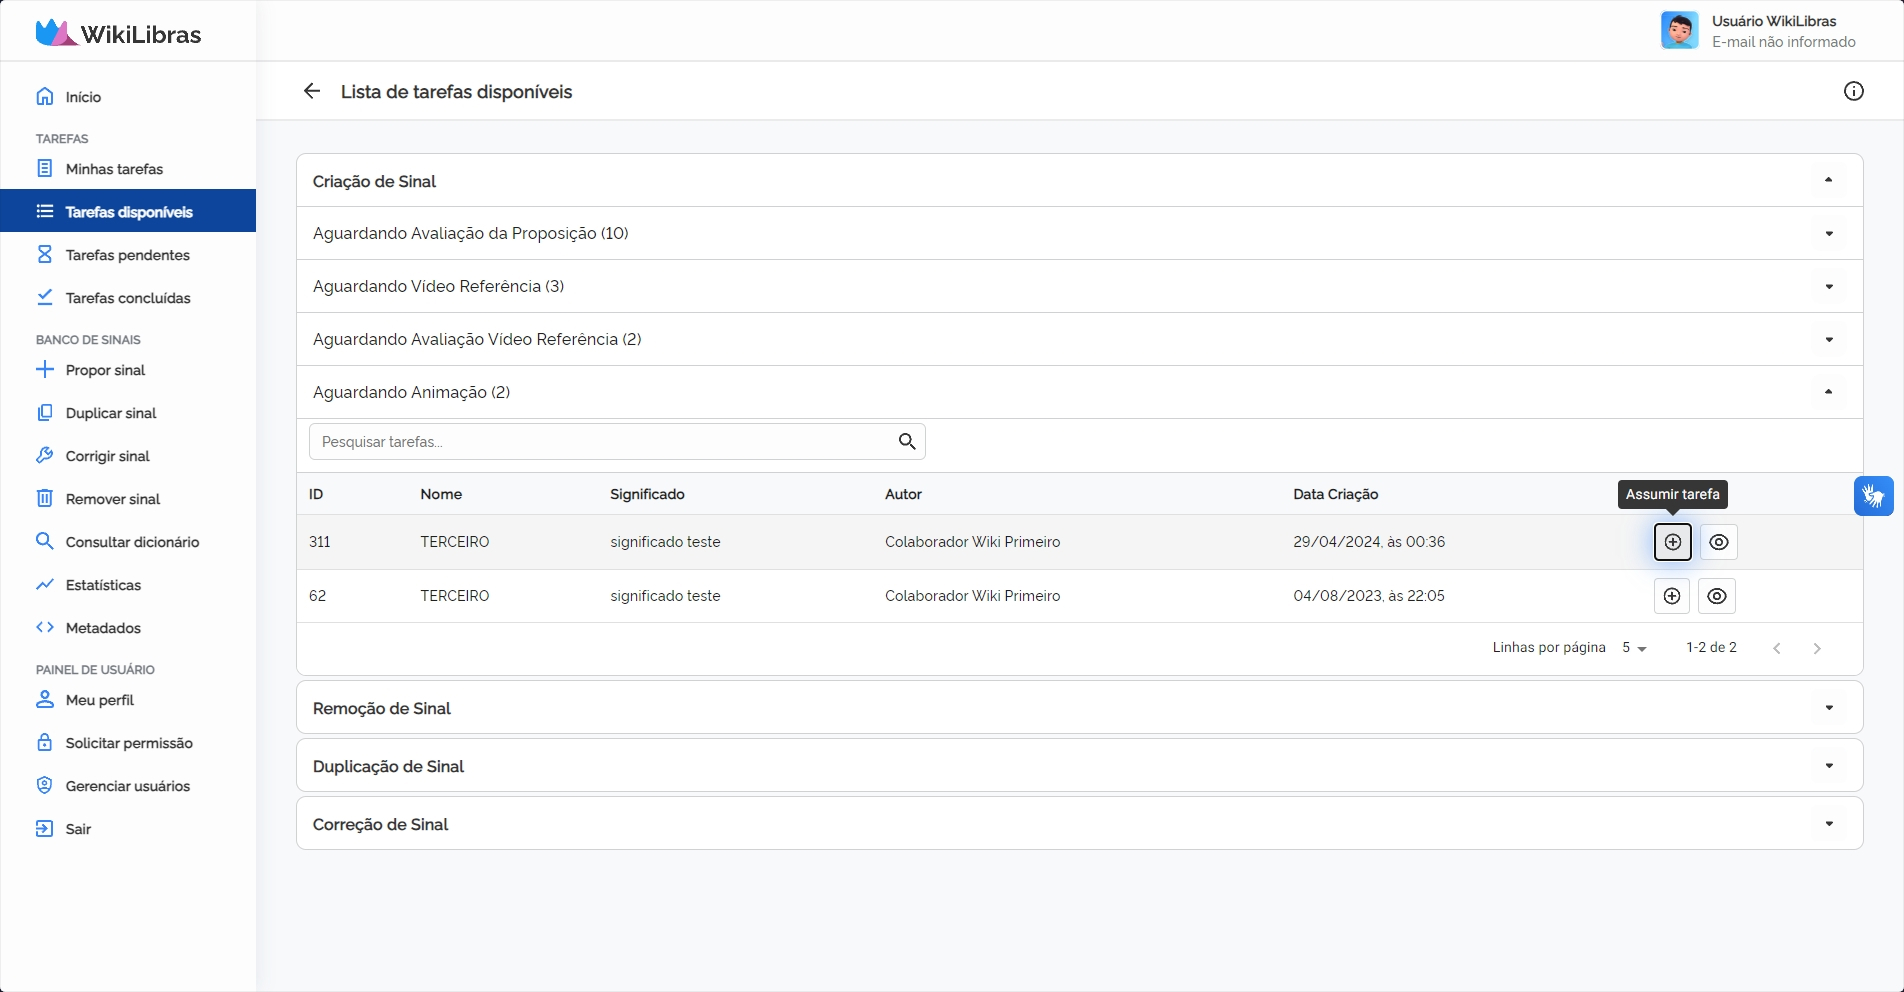 WikiLibras
Usuário WikiLibras
E-mail não informado
Início
TAREFAS
Minhas tarefas
Tarefas disponíveis
Tarefas pendentes
Tarefas concluídas
BANCO DE SINAIS
Propor sinal
Duplicar sinal
Corrigir sinal
Remover sinal
Consultar dicionário
Estatísticas
Metadados
PAINEL DE USUÁRIO
Meu perfil
Solicitar permissão
Gerenciar usuários
Sair
Lista de tarefas disponíveis
Criação de Sinal
Aguardando Avaliação da Proposição (10)
Aguardando Vídeo Referência (3)
Aguardando Avaliação Vídeo Referência (2)
Aguardando Animação (2)
Pesquisar tarefas...
ID Nome Significado Autor Data Criação
Assumir tarefa
311 TERCEIRO significado teste Colaborador Wiki Primeiro 29/04/2024, às 00:36
62 TERCEIRO significado teste Colaborador Wiki Primeiro 04/08/2023, às 22:05
Linhas por página 5 1-2 de 2
Remoção de Sinal
Duplicação de Sinal
Correção de Sinal